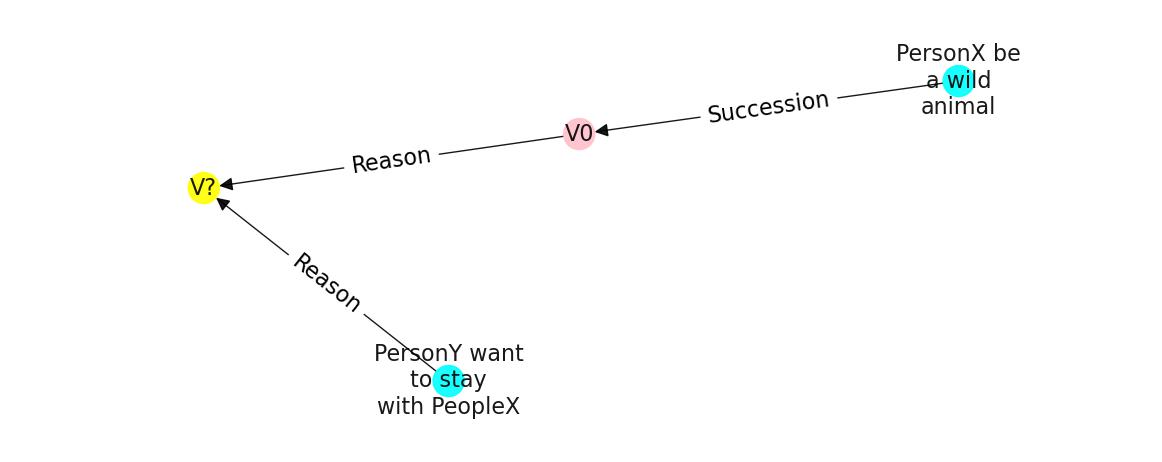 PersonX be
a wild
animal
Succession
V0
Reason
V?
Reason
PersonY want
to stay
with PeopleX